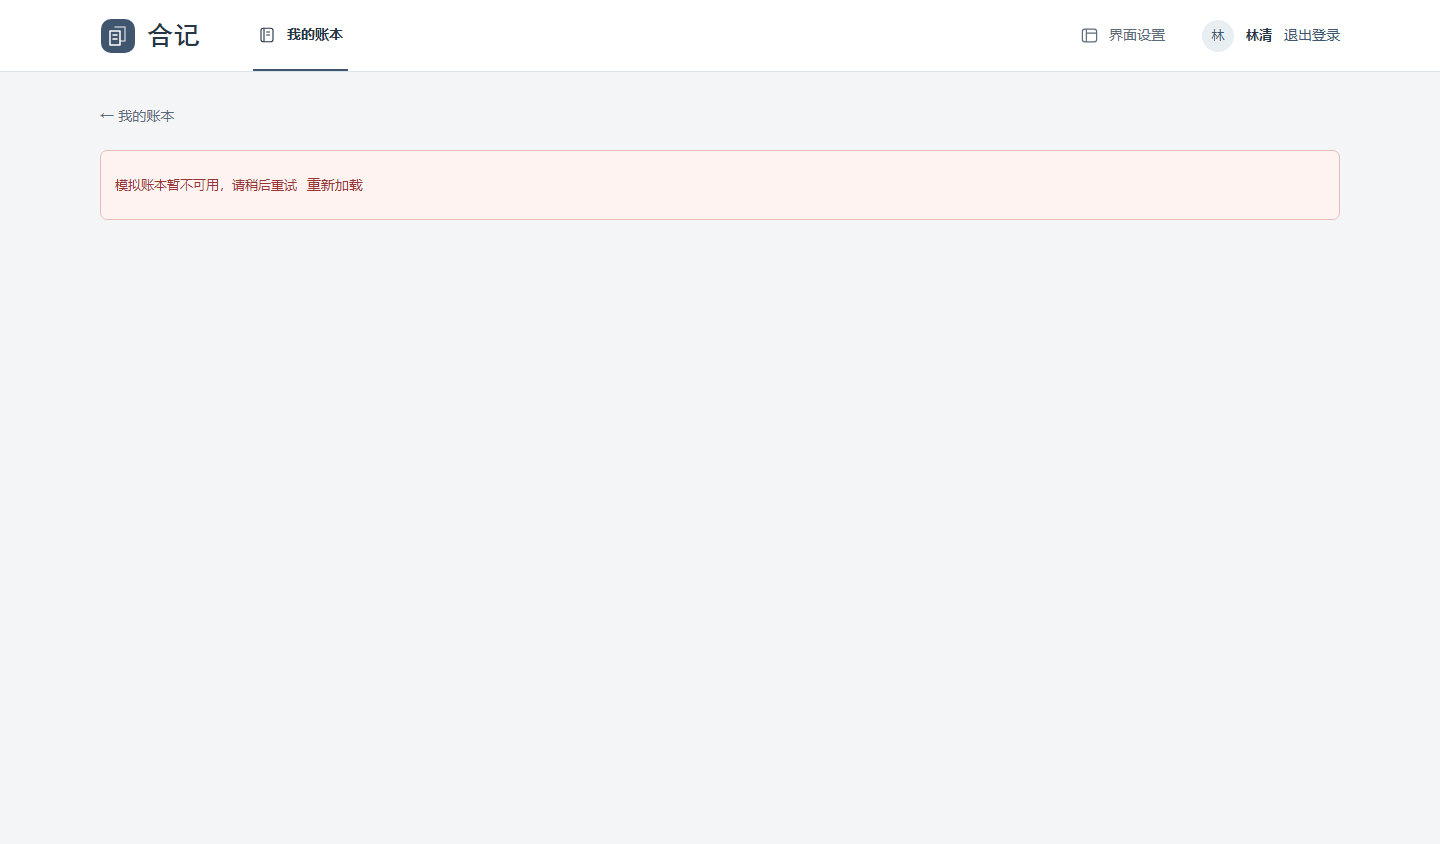 合记
我的账本
界面设置
林
林清
退出登录
← 我的账本
模拟账本暂不可用，请稍后重试 重新加载